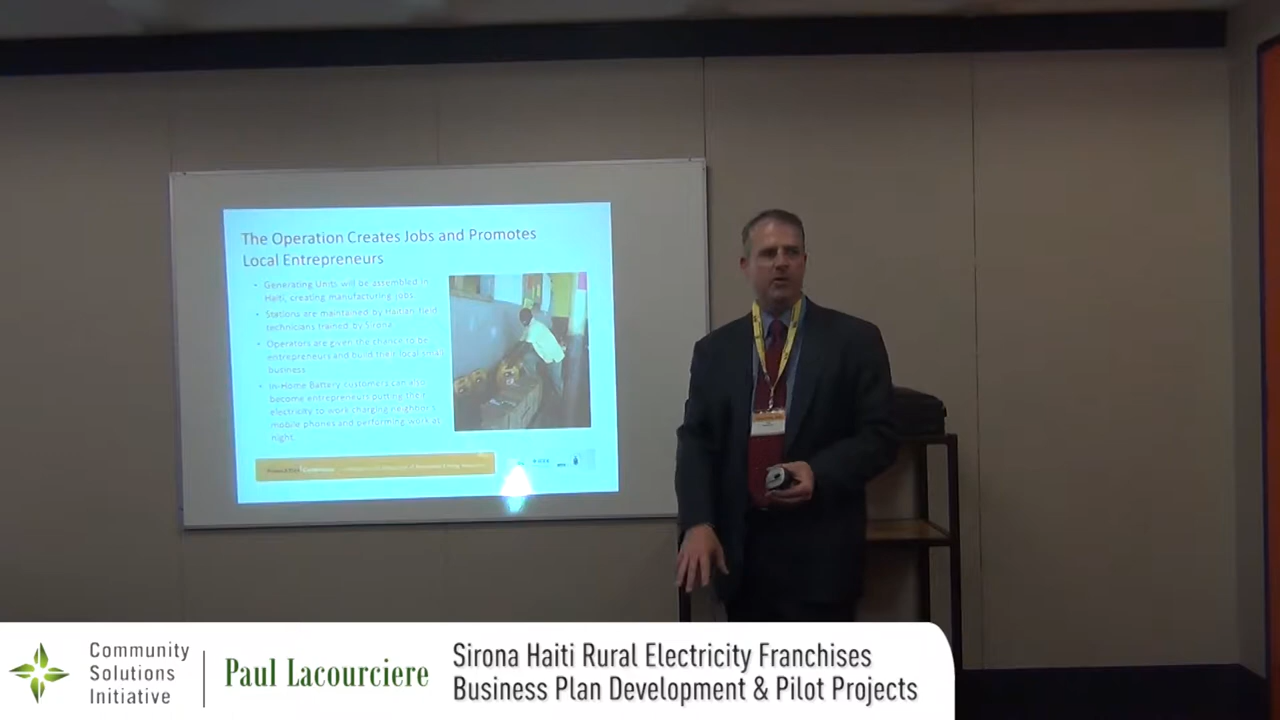 The Operation Creates Jobs and Promotes
Local Entrepreneurs
• Generating Units will be assembled in
Haiti, creating manufacturing jobs
• Stations are maintained by Haitian field
technicians trained by Sirona
• Operators are given the chance to be
entrepreneurs and build their local small
business
• In-Home Battery customers can also
become entrepreneurs putting their
electricity to work charging neighbor's
mobile phones and performing work at
night.
Community
Solutions
Initiative
Paul Lacourciere
Sirona Haiti Rural Electricity Franchises
Business Plan Development & Pilot Projects